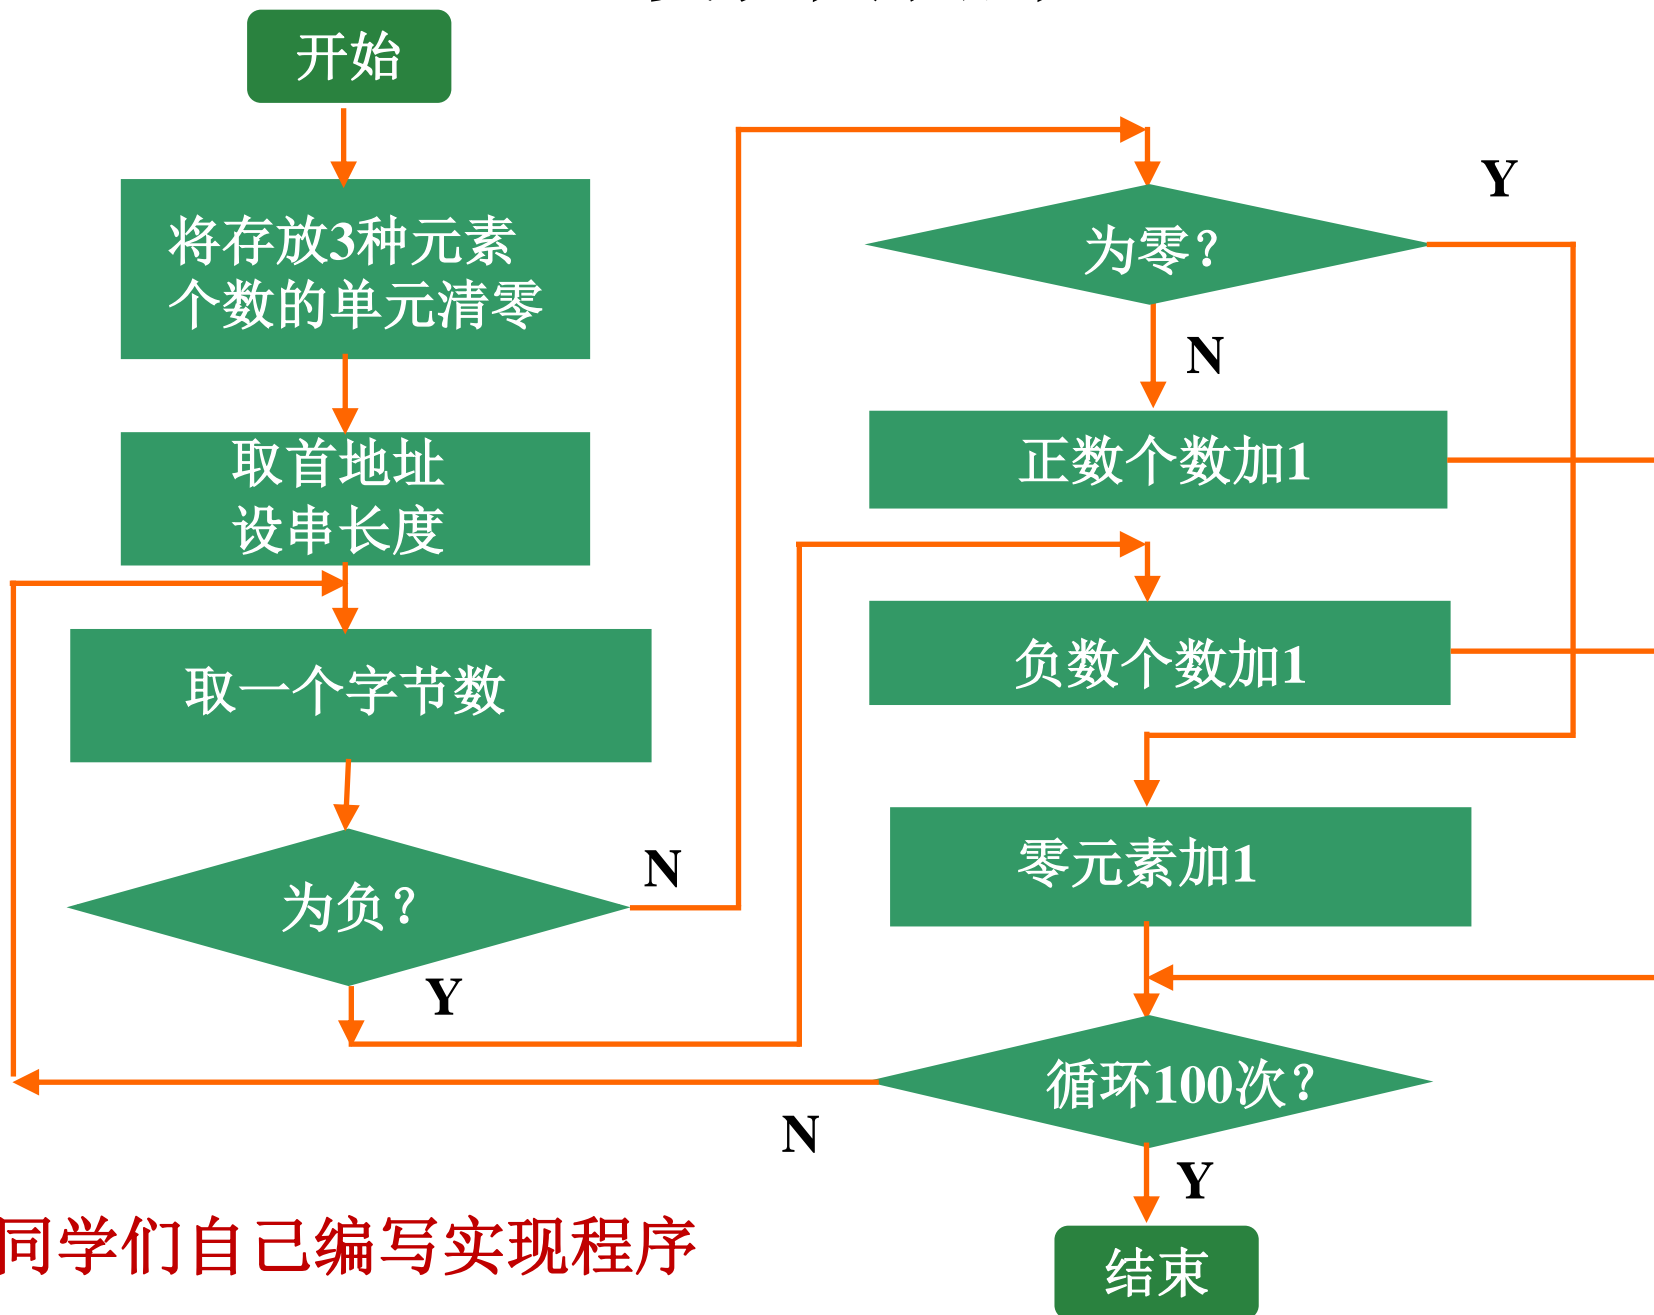 开始
将存放3种元素
个数的单元清零
取首地址
设串长度
取一个字节数
为负?
N
Y
为零?
Y
N
正数个数加1
负数个数加1
零元素加1
循环100次?
N
Y
结束
同学们自己编写实现程序